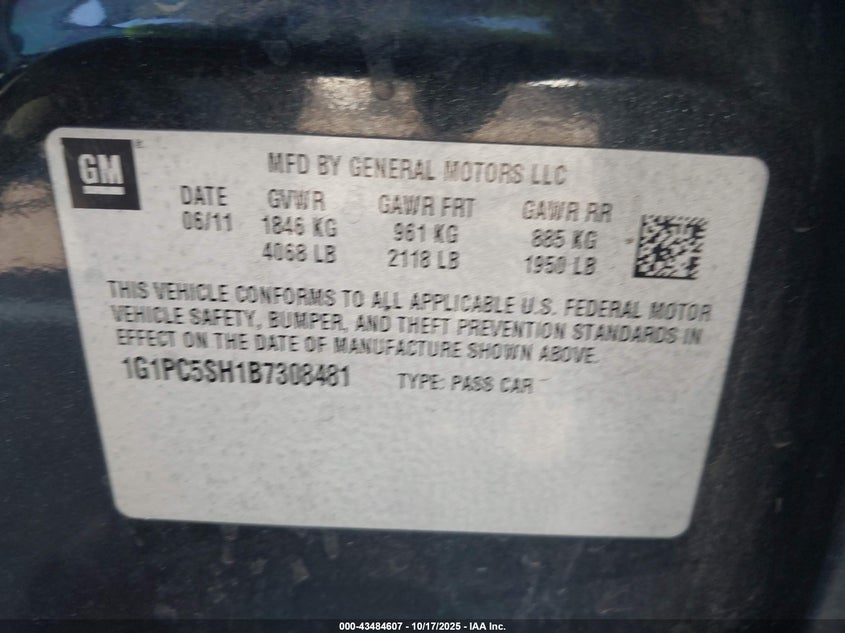 GM
MFD BY GENERAL MOTORS LLC
DATE GVWR GAWR FRT GAWR RR
06/11 1846 KG 961 KG 885 KG
4068 LB 2118 LB 1950 LB
THIS VEHICLE CONFORMS TO ALL APPLICABLE U.S. FEDERAL MOTOR
VEHICLE SAFETY, BUMPER, AND THEFT PREVENTION STANDARDS IN
EFFECT ON THE DATE OF MANUFACTURE SHOWN ABOVE.
1G1PC5SH1B7308481 TYPE: PASS CAR
000-43484607 - 10/17/2025 - IAA Inc.